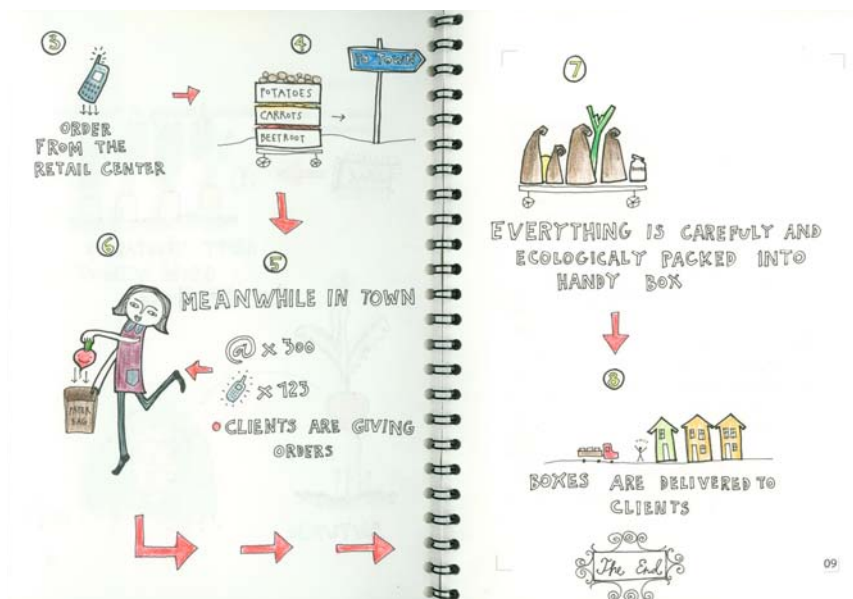 3
ORDER
FROM THE
RETAIL CENTER
4
POTATOES
CARROTS
BEETROOT
TO TOWN
5
MEANWHILE IN TOWN
@ x 300
x 123
CLIENTS ARE GIVING
ORDERS
6
PAPER
BAG
7
EVERYTHING IS CAREFULY AND
ECOLOGICALY PACKED INTO
HANDY BOX
8
BOXES ARE DELIVERED TO
CLIENTS
The End
09